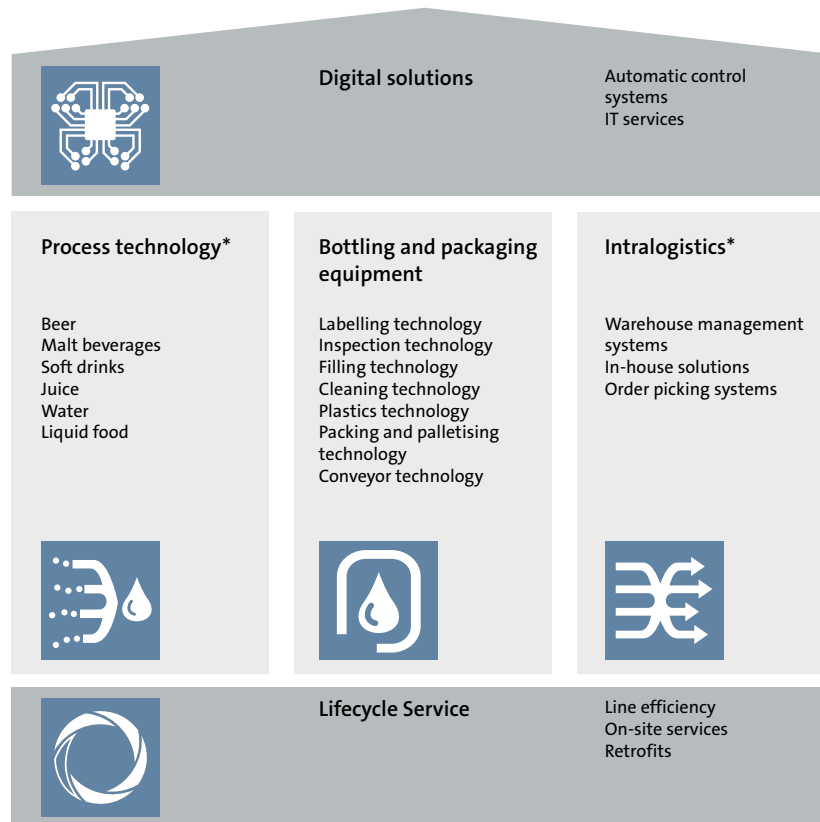 Digital solutions
Automatic control
systems
IT services
Process technology*
Beer
Malt beverages
Soft drinks
Juice
Water
Liquid food
Bottling and packaging
equipment
Labelling technology
Inspection technology
Filling technology
Cleaning technology
Plastics technology
Packing and palletising
technology
Conveyor technology
Intralogistics*
Warehouse management
systems
In-house solutions
Order picking systems
Lifecycle Service
Line efficiency
On-site services
Retrofits